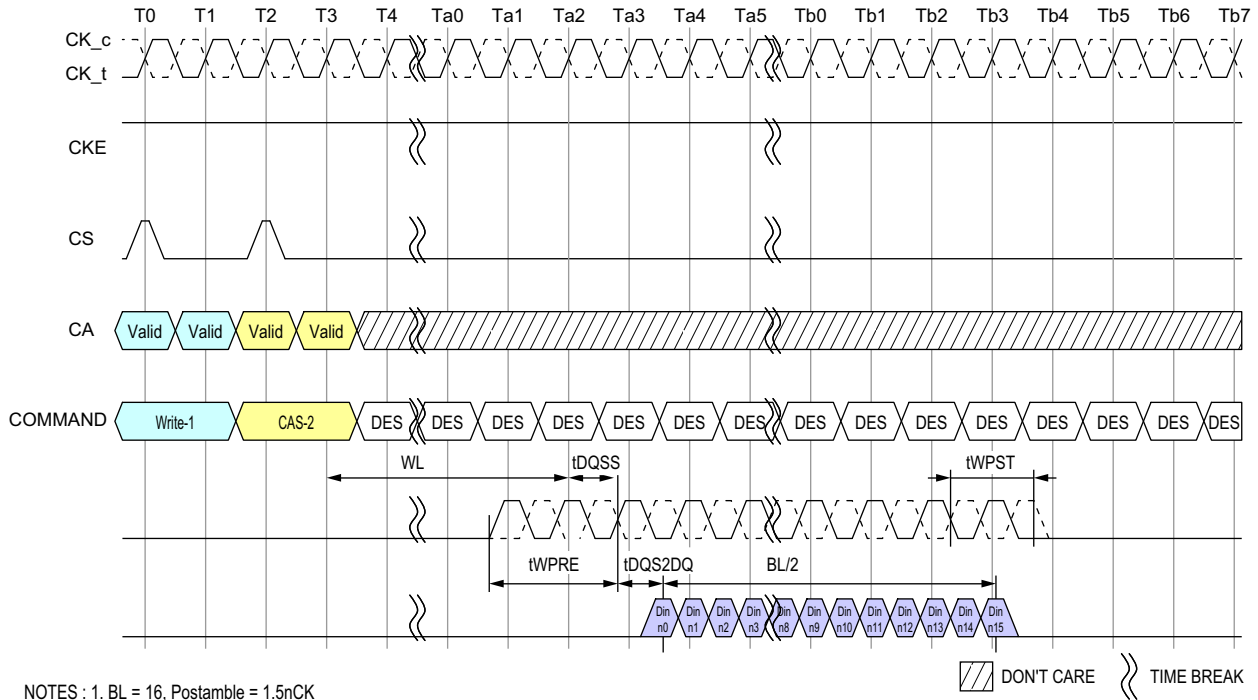 T0 T1 T2 T3 T4 Ta0 Ta1 Ta2 Ta3 Ta4 Ta5 Tb0 Tb1 Tb2 Tb3 Tb4 Tb5 Tb6 Tb7
CK_c
CK_t
CKE
CS
CA Valid Valid Valid Valid
COMMAND Write-1 CAS-2 DES DES DES DES DES DES DES DES DES DES DES DES DES DES DES
WL tDQSS tWPST
tWPRE tDQS2DQ BL/2
Din Din Din Din Din Din Din Din Din Din Din Din
n0 n1 n2 n3 n8 n9 n10 n11 n12 n13 n14 n15
DON'T CARE TIME BREAK
NOTES : 1. BL = 16, Postamble = 1.5nCK